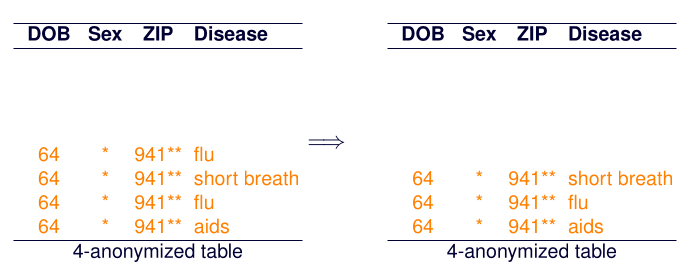 DOB Sex ZIP Disease
64 * 941** flu
64 * 941** short breath
64 * 941** flu
64 * 941** aids
4-anonymized table
⟹
DOB Sex ZIP Disease
64 * 941** short breath
64 * 941** flu
64 * 941** aids
4-anonymized table